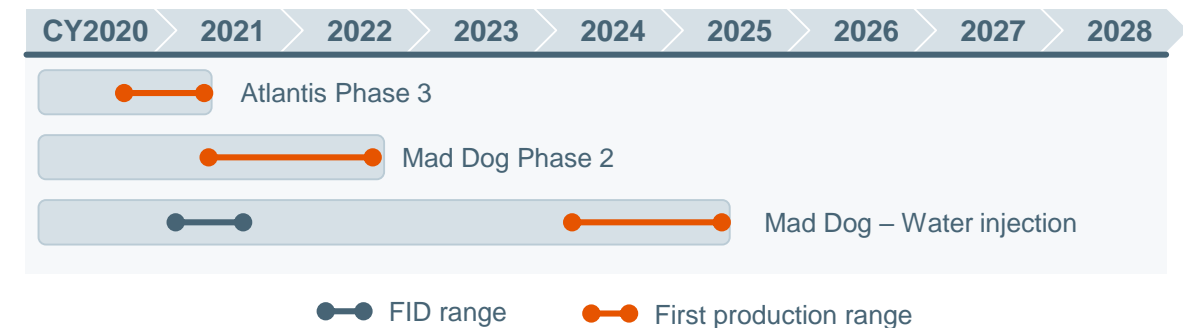 CY2020 2021 2022 2023 2024 2025 2026 2027 2028
Atlantis Phase 3
Mad Dog Phase 2
Mad Dog – Water injection
FID range First production range